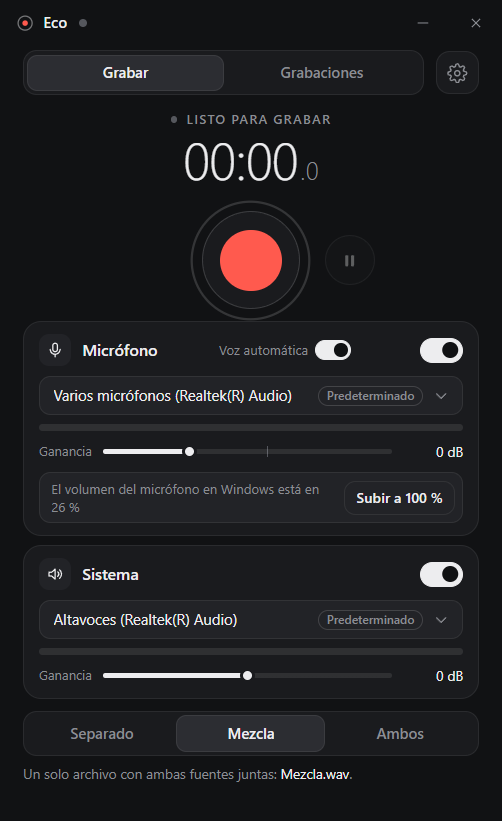 Eco
Grabar
Grabaciones
LISTO PARA GRABAR
00:00.0
Micrófono
Voz automática
Varios micrófonos (Realtek(R) Audio)
Predeterminado
Ganancia
0 dB
El volumen del micrófono en Windows está en
26 %
Subir a 100 %
Sistema
Altavoces (Realtek(R) Audio)
Predeterminado
Ganancia
0 dB
Separado
Mezcla
Ambos
Un solo archivo con ambas fuentes juntas: Mezcla.wav.